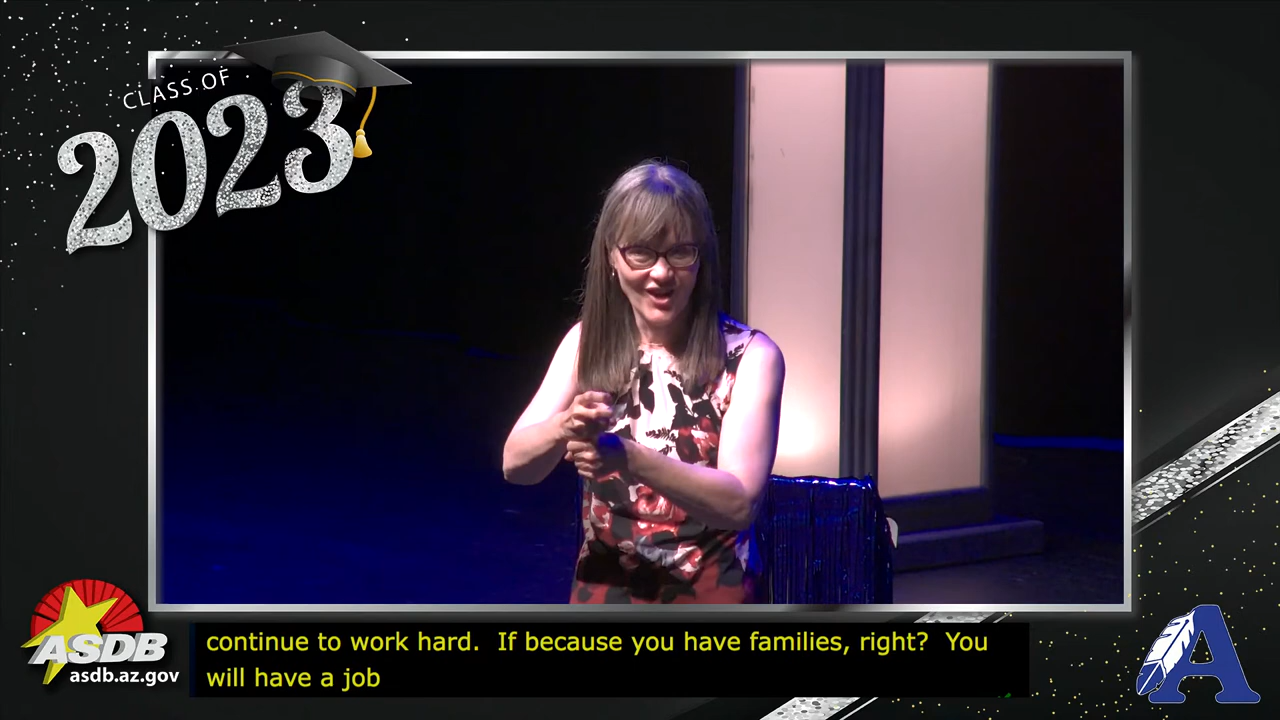 CLASS OF
2023
ASDB
asdb.az.gov
continue to work hard.  If because you have families, right?  You
will have a job
A